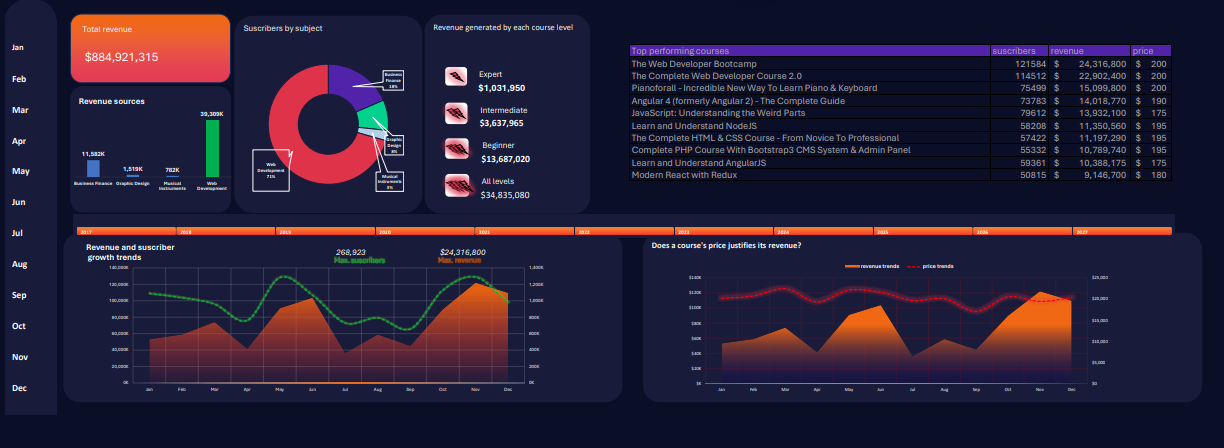 Jan
Feb
Mar
Apr
May
Jun
Jul
Aug
Sep
Oct
Nov
Dec
Total revenue
$884,921,315
Revenue sources
39,309K
11,582K
1,519K
782K
Business Finance
Graphic Design
Musical
Instruments
Web
Development
Suscribers by subject
Business
Finance
18%
Graphic
Design
8%
Musical
Instruments
3%
Web
Development
71%
Revenue generated by each course level
Expert
$1,031,950
Intermediate
$3,637,965
Beginner
$13,687,020
All levels
$34,835,080
Top performing courses suscribers revenue price
The Web Developer Bootcamp 121584 $ 24,316,800 $ 200
The Complete Web Developer Course 2.0 114512 $ 22,902,400 $ 200
Pianoforall - Incredible New Way To Learn Piano & Keyboard 75499 $ 15,099,800 $ 200
Angular 4 (formerly Angular 2) - The Complete Guide 73783 $ 14,018,770 $ 190
JavaScript: Understanding the Weird Parts 79612 $ 13,932,100 $ 175
Learn and Understand NodeJS 58208 $ 11,350,560 $ 195
The Complete HTML & CSS Course - From Novice To Professional 57422 $ 11,197,290 $ 195
Complete PHP Course With Bootstrap3 CMS System & Admin Panel 55332 $ 10,789,740 $ 195
Learn and Understand AngularJS 59361 $ 10,388,175 $ 175
Modern React with Redux 50815 $ 9,146,700 $ 180
2017 2018 2019 2020 2021 2022 2023 2024 2025 2026 2027
Revenue and suscriber
growth trends
268,923
Max. suscribers
$24,316,800
Max. revenue
140,000K
120,000K
100,000K
80,000K
60,000K
40,000K
20,000K
0K
1,400K
1,200K
1,000K
800K
600K
400K
200K
0K
Jan Feb Mar Apr May Jun Jul Aug Sep Oct Nov Dec
Does a course's price justifies its revenue?
revenue trends price trends
$140K
$120K
$100K
$80K
$60K
$40K
$20K
$K
$25,000
$20,000
$15,000
$10,000
$5,000
$0
Jan Feb Mar Apr May Jun Jul Aug Sep Oct Nov Dec